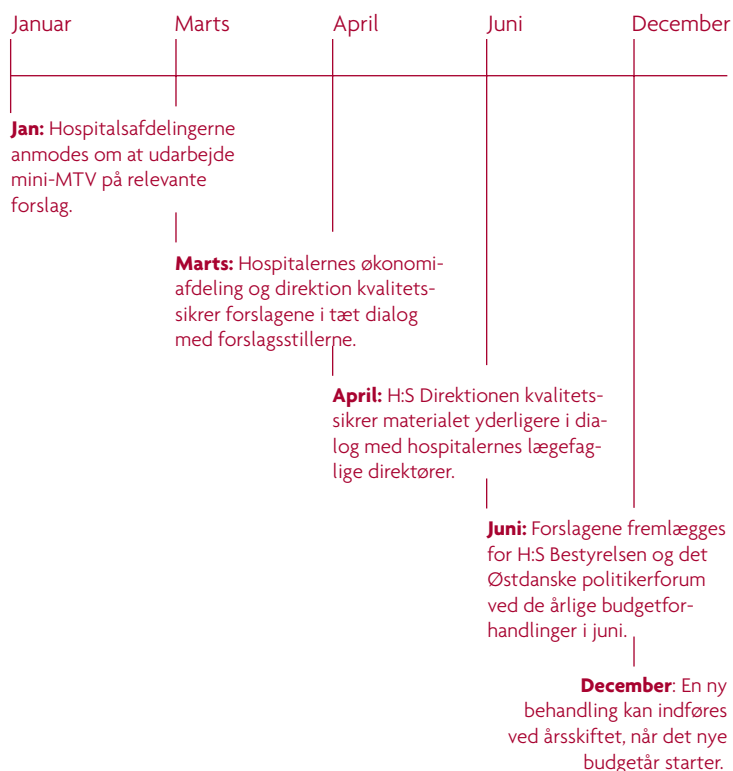 Januar Marts April Juni December
Jan: Hospitalsafdelingerne
anmodes om at udarbejde
mini-MTV på relevante
forslag.
Marts: Hospitalernes økonomi-
afdeling og direktion kvalitets-
sikrer forslagene i tæt dialog
med forslagsstillerne.
April: H:S Direktionen kvalitets-
sikrer materialet yderligere i dia-
log med hospitalernes lægefag-
lige direktører.
Juni: Forslagene fremlægges
for H:S Bestyrelsen og det
Østdanske politikerforum
ved de årlige budgetfor-
handlinger i juni.
December: En ny
behandling kan indføres
ved årsskiftet, når det nye
budgetår starter.